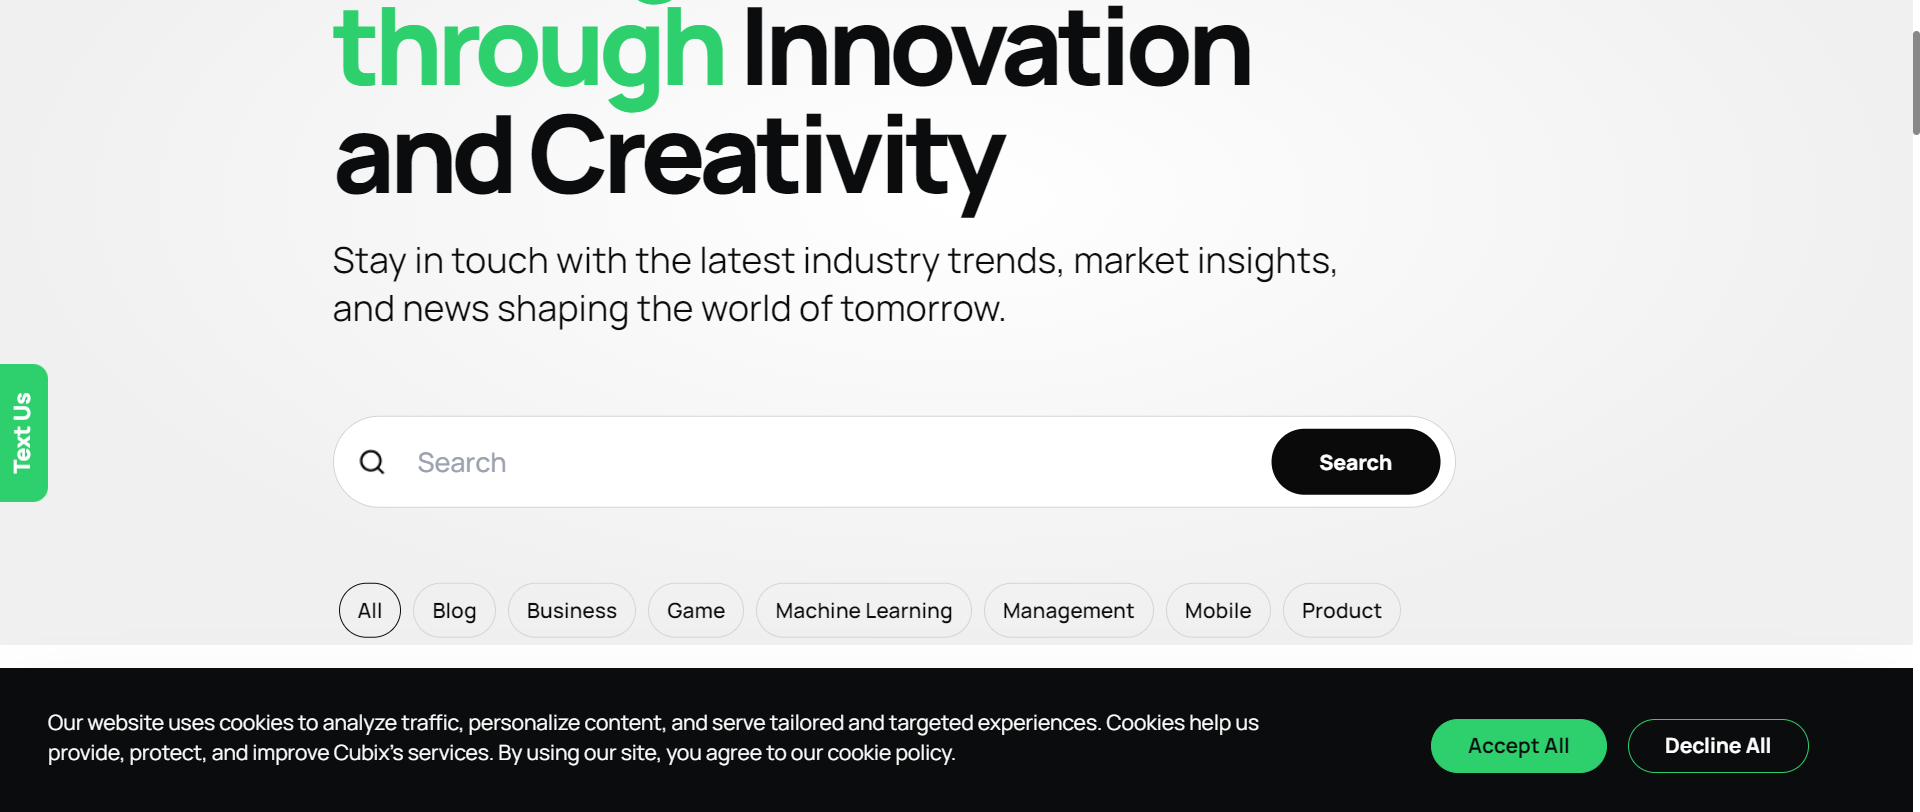 through Innovation
and Creativity
Stay in touch with the latest industry trends, market insights,
and news shaping the world of tomorrow.
Text Us
Search
Search
All
Blog
Business
Game
Machine Learning
Management
Mobile
Product
Our website uses cookies to analyze traffic, personalize content, and serve tailored and targeted experiences. Cookies help us
provide, protect, and improve Cubix's services. By using our site, you agree to our cookie policy.
Accept All
Decline All